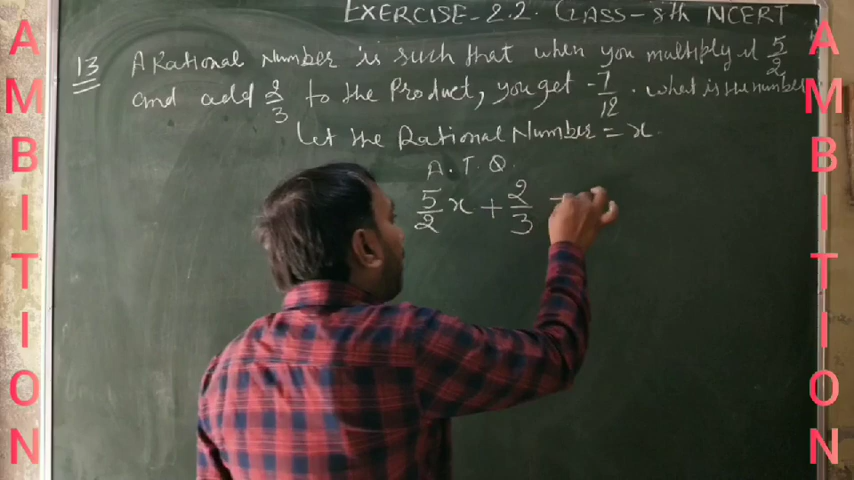 EXERCISE-2.2. CLASS-8th NCERT
13 A Rational Number is such that when you multiply it 5/2
and add 2/3 to the Product, you get -7/12. what is the number
Let the Rational Number = x.
A.T.Q.
5/2 x + 2/3
AMBITION
AMBITION